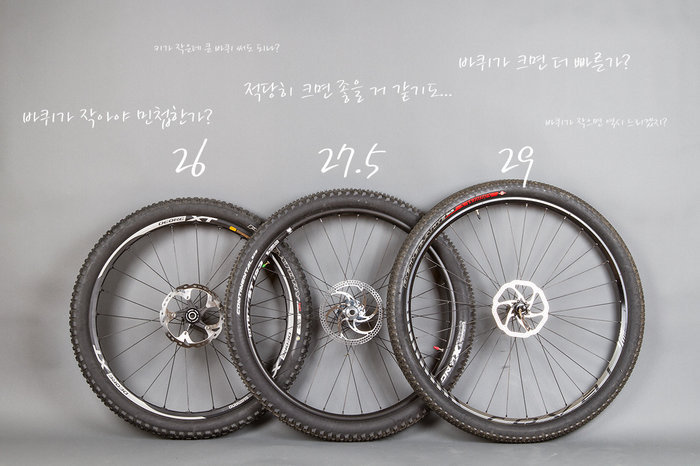 키가 작은데 큰 바퀴 써도 되나?
바퀴가 크면 더 빠른가?
적당히 크면 좋을 거 같기도...
바퀴가 작아야 민첩한가?
바퀴가 작으면 역시 느리겠지?
26
27.5
29
DEORE XT
XT